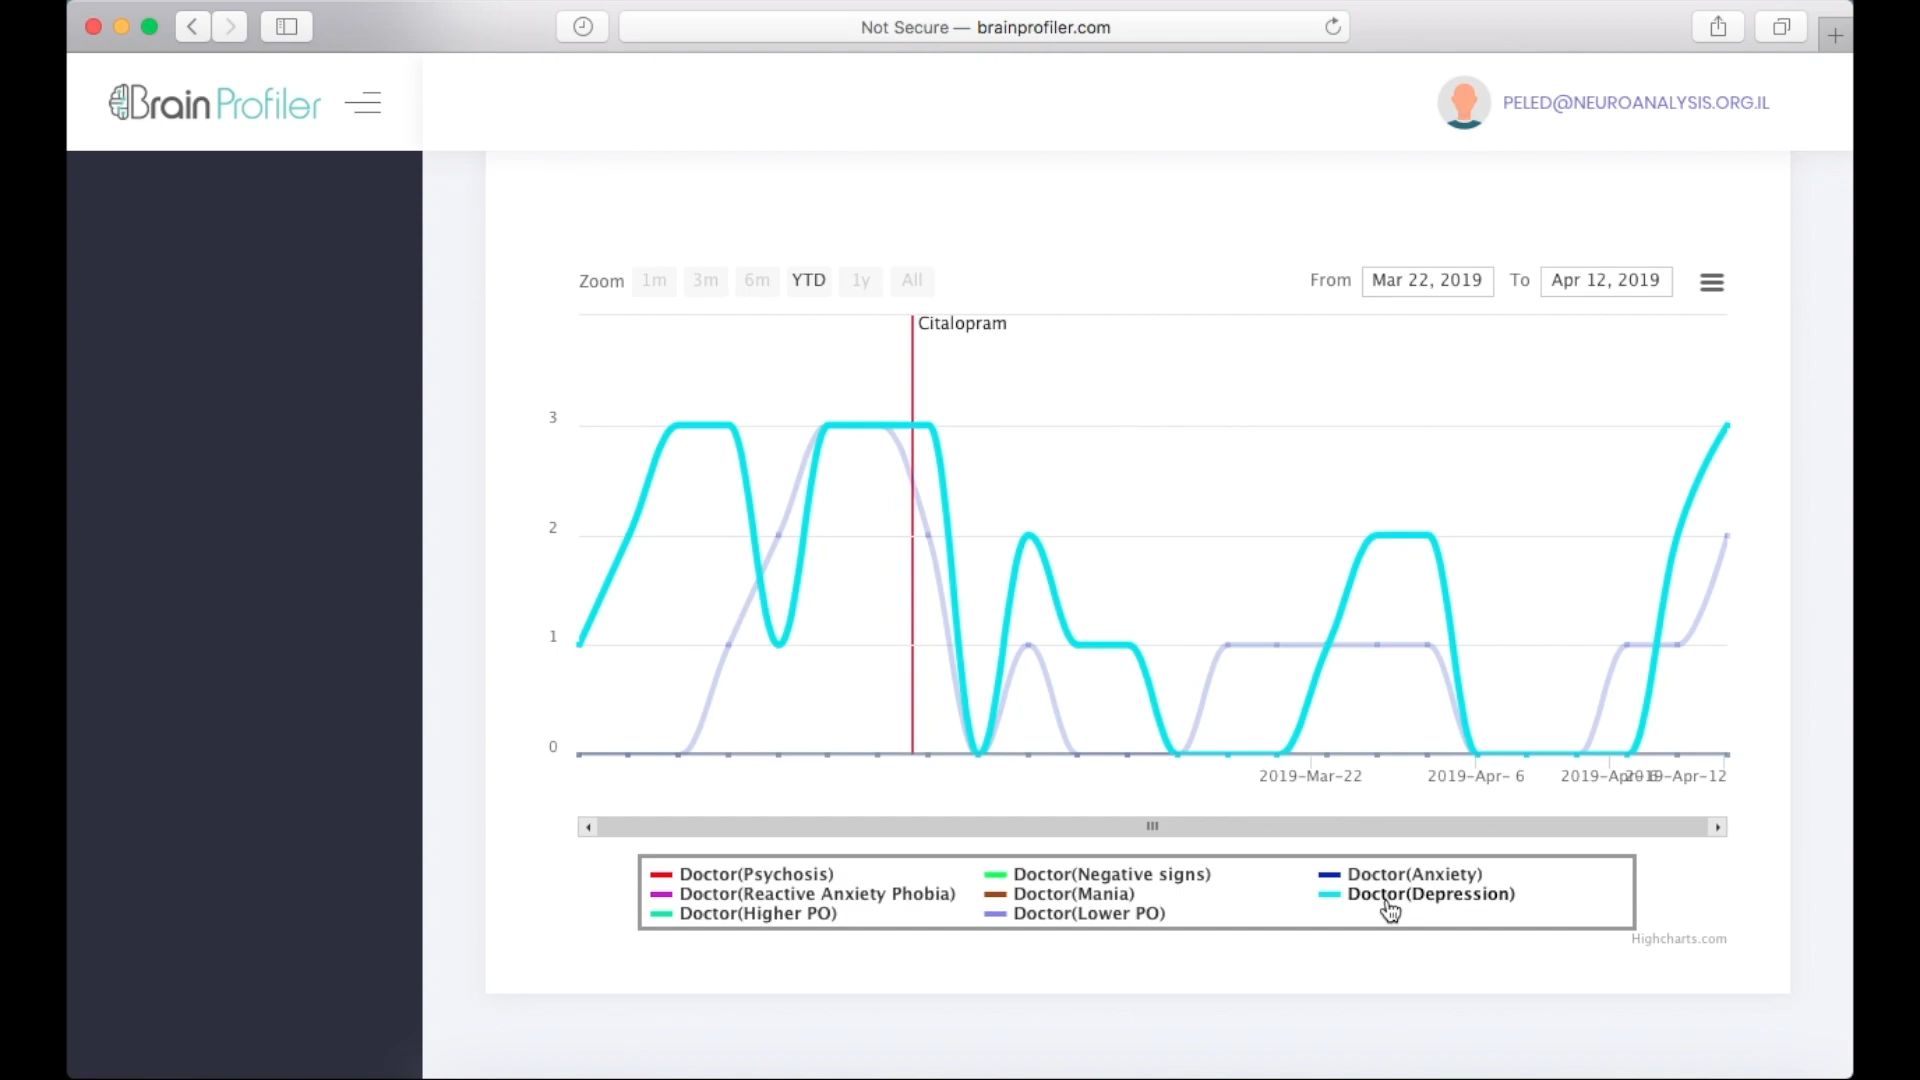 Not Secure — brainprofiler.com
Brain Profiler
PELED@NEUROANALYSIS.ORG.IL
Zoom 1m 3m 6m YTD 1y All
From Mar 22, 2019 To Apr 12, 2019
Citalopram
3
2
1
0
2019-Mar-22 2019-Apr- 6 2019-Apr-12
Doctor(Psychosis) Doctor(Negative signs) Doctor(Anxiety)
Doctor(Reactive Anxiety Phobia) Doctor(Mania) Doctor(Depression)
Doctor(Higher PO) Doctor(Lower PO)
Highcharts.com